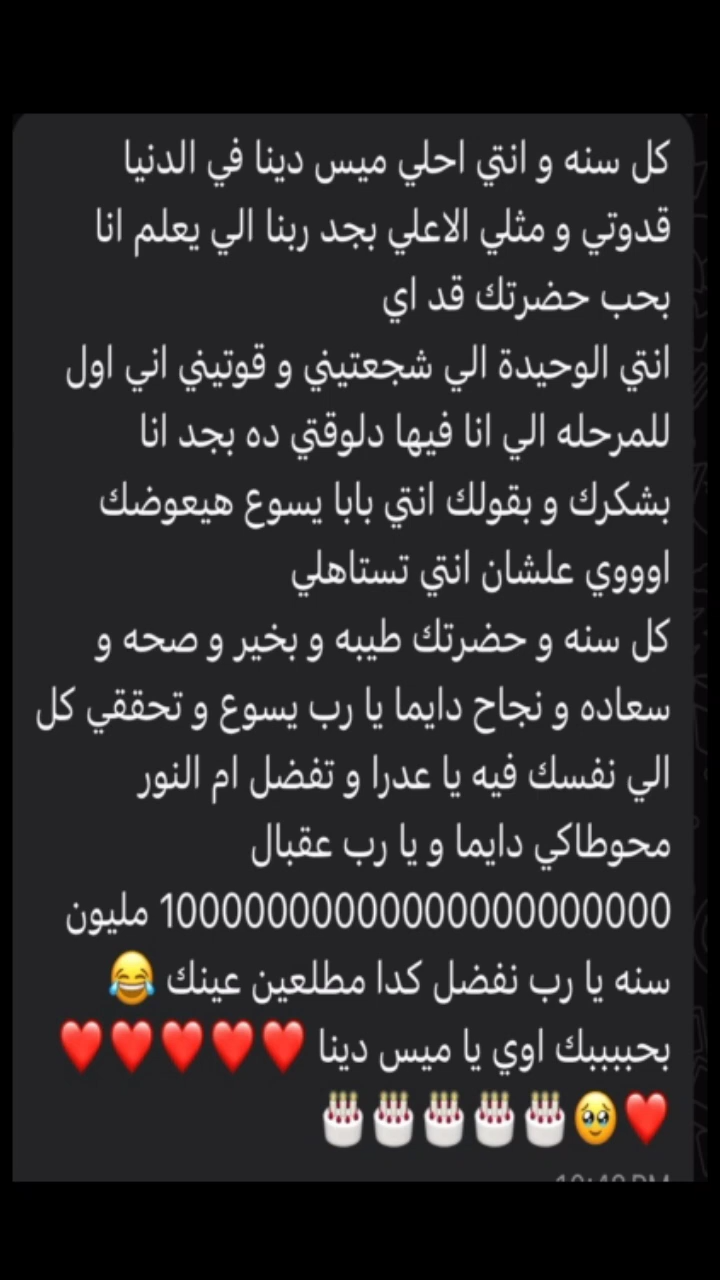 كل سنه و انتي احلي ميس دينا في الدنيا
قدوتي و مثلي الاعلي بجد ربنا الي يعلم انا
بحب حضرتك قد اي
انتي الوحيدة الي شجعتيني و قوتيني اني اول
للمرحله الي انا فيها دلوقتي ده بجد انا
بشكرك و بقولك انتي بابا يسوع هيعوضك
اوووي علشان انتي تستاهلي
كل سنه و حضرتك طيبه و بخير و صحه و
سعاده و نجاح دايما يا رب يسوع و تحققي كل
الي نفسك فيه يا عدرا و تفضل ام النور
محوطاكي دايما و يا رب عقبال
10000000000000000000000000 مليون
سنه يا رب نفضل كدا مطلعين عينك 😂
بحبببببك اوي يا ميس دينا ❤️❤️❤️❤️❤️
❤️🥹🎂🎂🎂🎂🎂